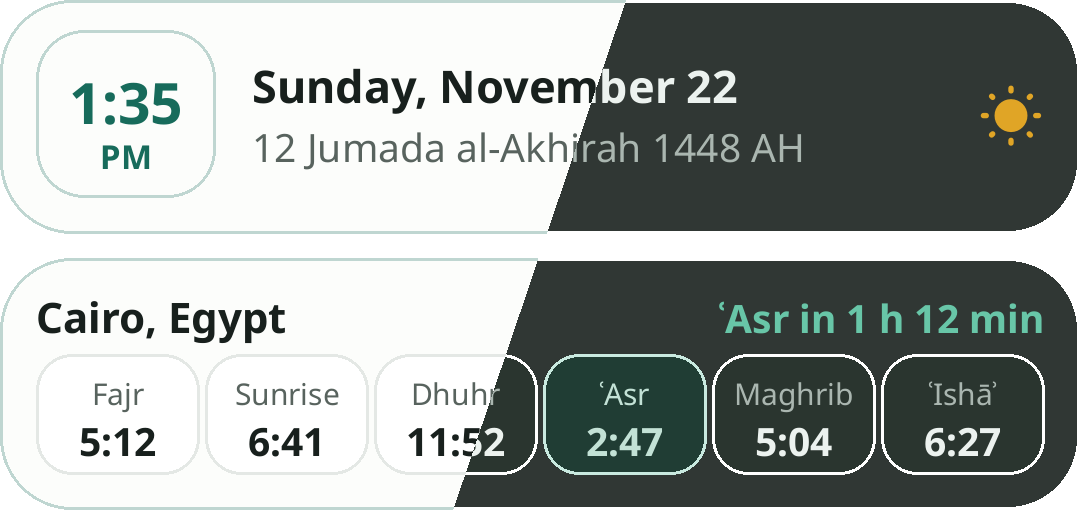 1:35
PM
Sunday, November 22
12 Jumada al-Akhirah 1448 AH
Cairo, Egypt
ʿAsr in 1 h 12 min
Fajr
5:12
Sunrise
6:41
Dhuhr
11:52
ʿAsr
2:47
Maghrib
5:04
ʿIshāʾ
6:27